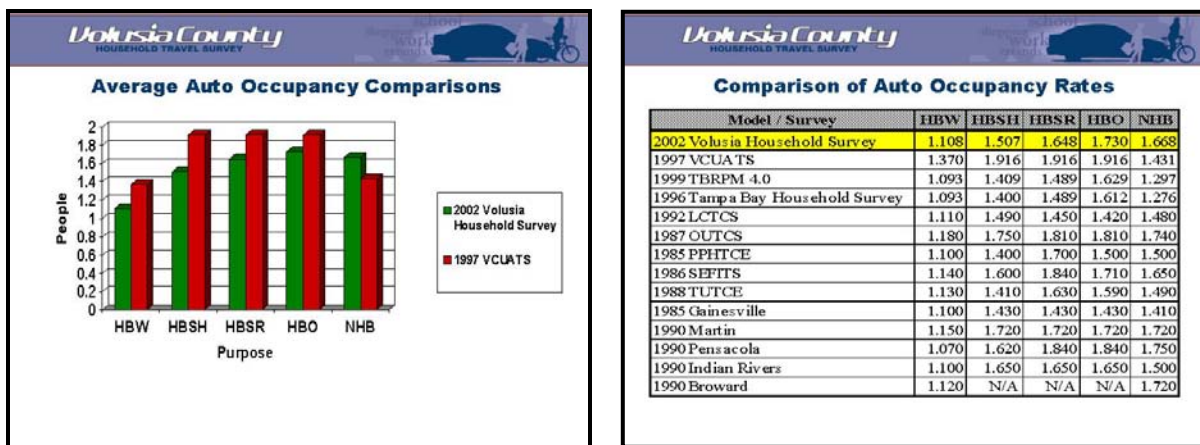 Volusia County
HOUSEHOLD TRAVEL SURVEY
school
work
Average Auto Occupancy Comparisons
2
1.8
1.6
1.4
1.2
1
0.8
0.6
0.4
0.2
0
People
HBW HBSH HBSR HBO NHB
Purpose
2002 Volusia
Household Survey
1997 VCUATS
Volusia County
HOUSEHOLD TRAVEL SURVEY
school
work
Comparison of Auto Occupancy Rates
Model / Survey HBW HBSH HBSR HBO NHB
2002 Volusia Household Survey 1.108 1.507 1.648 1.730 1.668
1997 VCUATS 1.370 1.916 1.916 1.916 1.431
1999 TBRPM 4.0 1.093 1.409 1.489 1.629 1.297
1996 Tampa Bay Household Survey 1.093 1.400 1.489 1.612 1.276
1992 LCTCS 1.110 1.490 1.450 1.420 1.480
1987 OUTCS 1.180 1.750 1.810 1.810 1.740
1985 PPHTCE 1.100 1.400 1.700 1.500 1.500
1986 SEFITS 1.140 1.600 1.840 1.710 1.650
1988 TUTCE 1.130 1.410 1.630 1.590 1.490
1985 Gainesville 1.100 1.430 1.430 1.430 1.410
1990 Martin 1.150 1.720 1.720 1.720 1.720
1990 Pensacola 1.070 1.620 1.840 1.840 1.750
1990 Indian Rivers 1.100 1.650 1.650 1.650 1.500
1990 Broward 1.120 N/A N/A N/A 1.720